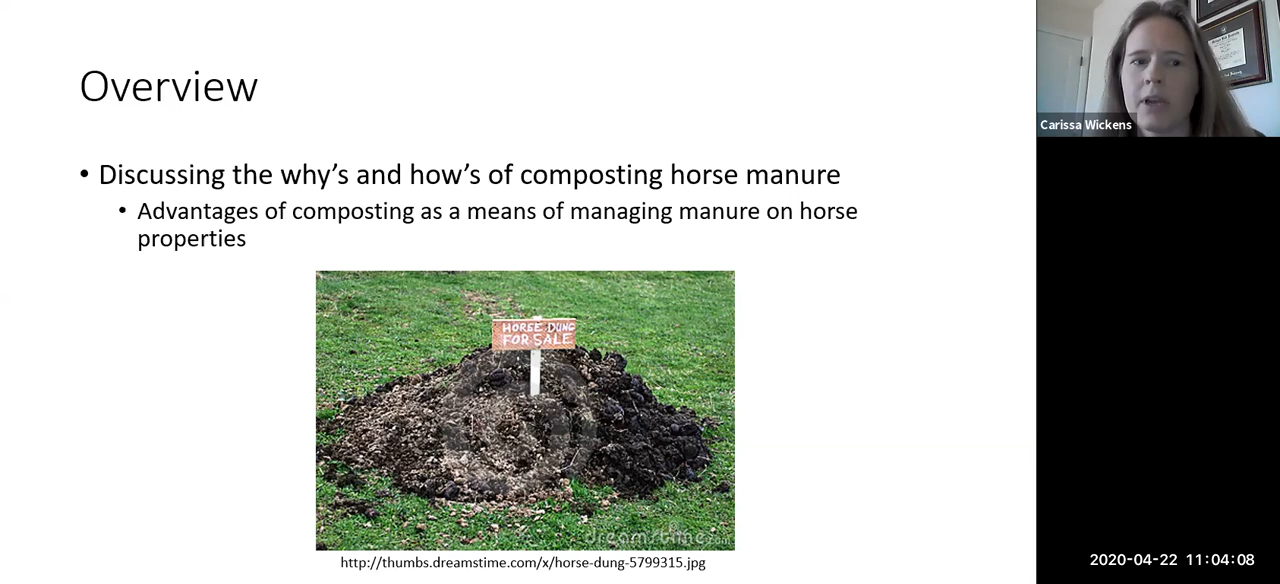 Overview
• Discussing the why’s and how’s of composting horse manure
• Advantages of composting as a means of managing manure on horse
properties
HORSE DUNG
FOR SALE
dreamstime.com
http://thumbs.dreamstime.com/x/horse-dung-5799315.jpg
Carissa Wickens
2020-04-22 11:04:08